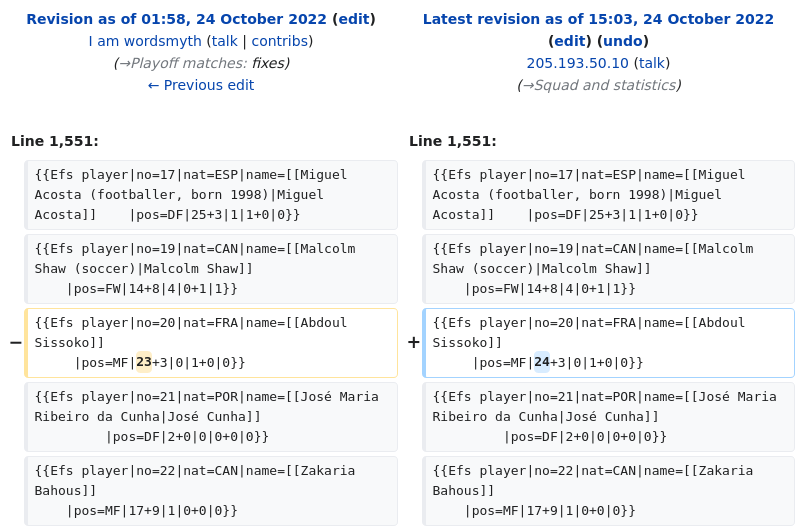 Revision as of 01:58, 24 October 2022 (edit)
I am wordsmyth (talk | contribs)
(→Playoff matches: fixes)
← Previous edit
Latest revision as of 15:03, 24 October 2022
(edit) (undo)
205.193.50.10 (talk)
(→Squad and statistics)
Line 1,551:
{{Efs player|no=17|nat=ESP|name=[[Miguel
Acosta (footballer, born 1998)|Miguel
Acosta]]    |pos=DF|25+3|1|1+0|0}}
{{Efs player|no=19|nat=CAN|name=[[Malcolm
Shaw (soccer)|Malcolm Shaw]]
|pos=FW|14+8|4|0+1|1}}
−
{{Efs player|no=20|nat=FRA|name=[[Abdoul
Sissoko]]
|pos=MF|23+3|0|1+0|0}}
{{Efs player|no=21|nat=POR|name=[[José Maria
Ribeiro da Cunha|José Cunha]]
|pos=DF|2+0|0|0+0|0}}
{{Efs player|no=22|nat=CAN|name=[[Zakaria
Bahous]]
|pos=MF|17+9|1|0+0|0}}
Line 1,551:
{{Efs player|no=17|nat=ESP|name=[[Miguel
Acosta (footballer, born 1998)|Miguel
Acosta]]    |pos=DF|25+3|1|1+0|0}}
{{Efs player|no=19|nat=CAN|name=[[Malcolm
Shaw (soccer)|Malcolm Shaw]]
|pos=FW|14+8|4|0+1|1}}
+
{{Efs player|no=20|nat=FRA|name=[[Abdoul
Sissoko]]
|pos=MF|24+3|0|1+0|0}}
{{Efs player|no=21|nat=POR|name=[[José Maria
Ribeiro da Cunha|José Cunha]]
|pos=DF|2+0|0|0+0|0}}
{{Efs player|no=22|nat=CAN|name=[[Zakaria
Bahous]]
|pos=MF|17+9|1|0+0|0}}